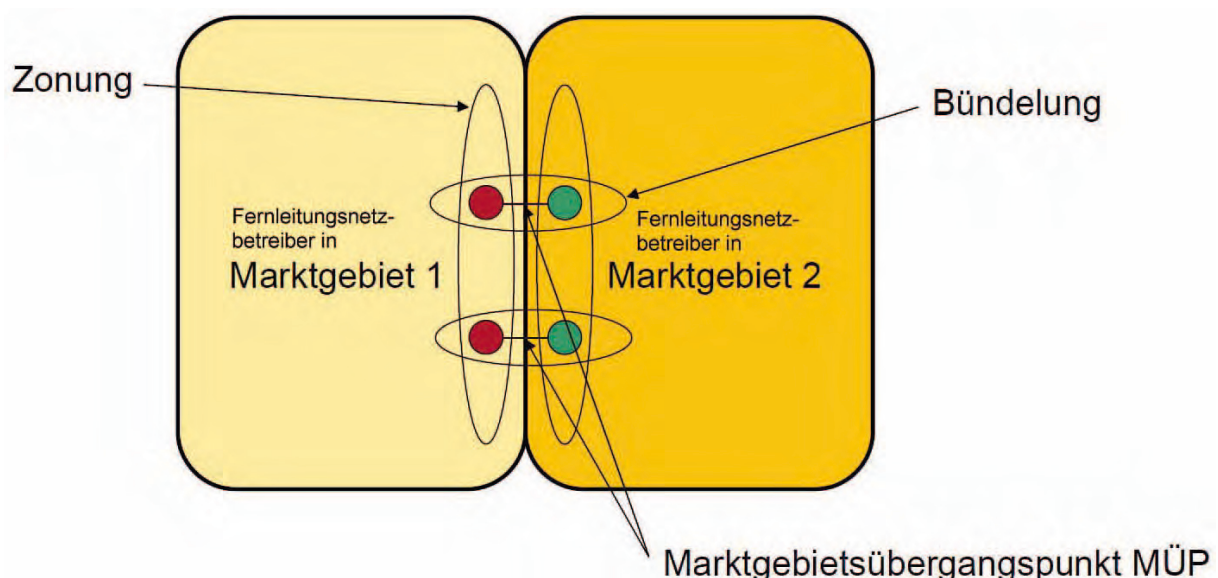 Zonung
Bündelung
Fernleitungsnetz-
betreiber in
Marktgebiet 1
Fernleitungsnetz-
betreiber in
Marktgebiet 2
Marktgebietsübergangspunkt MÜP